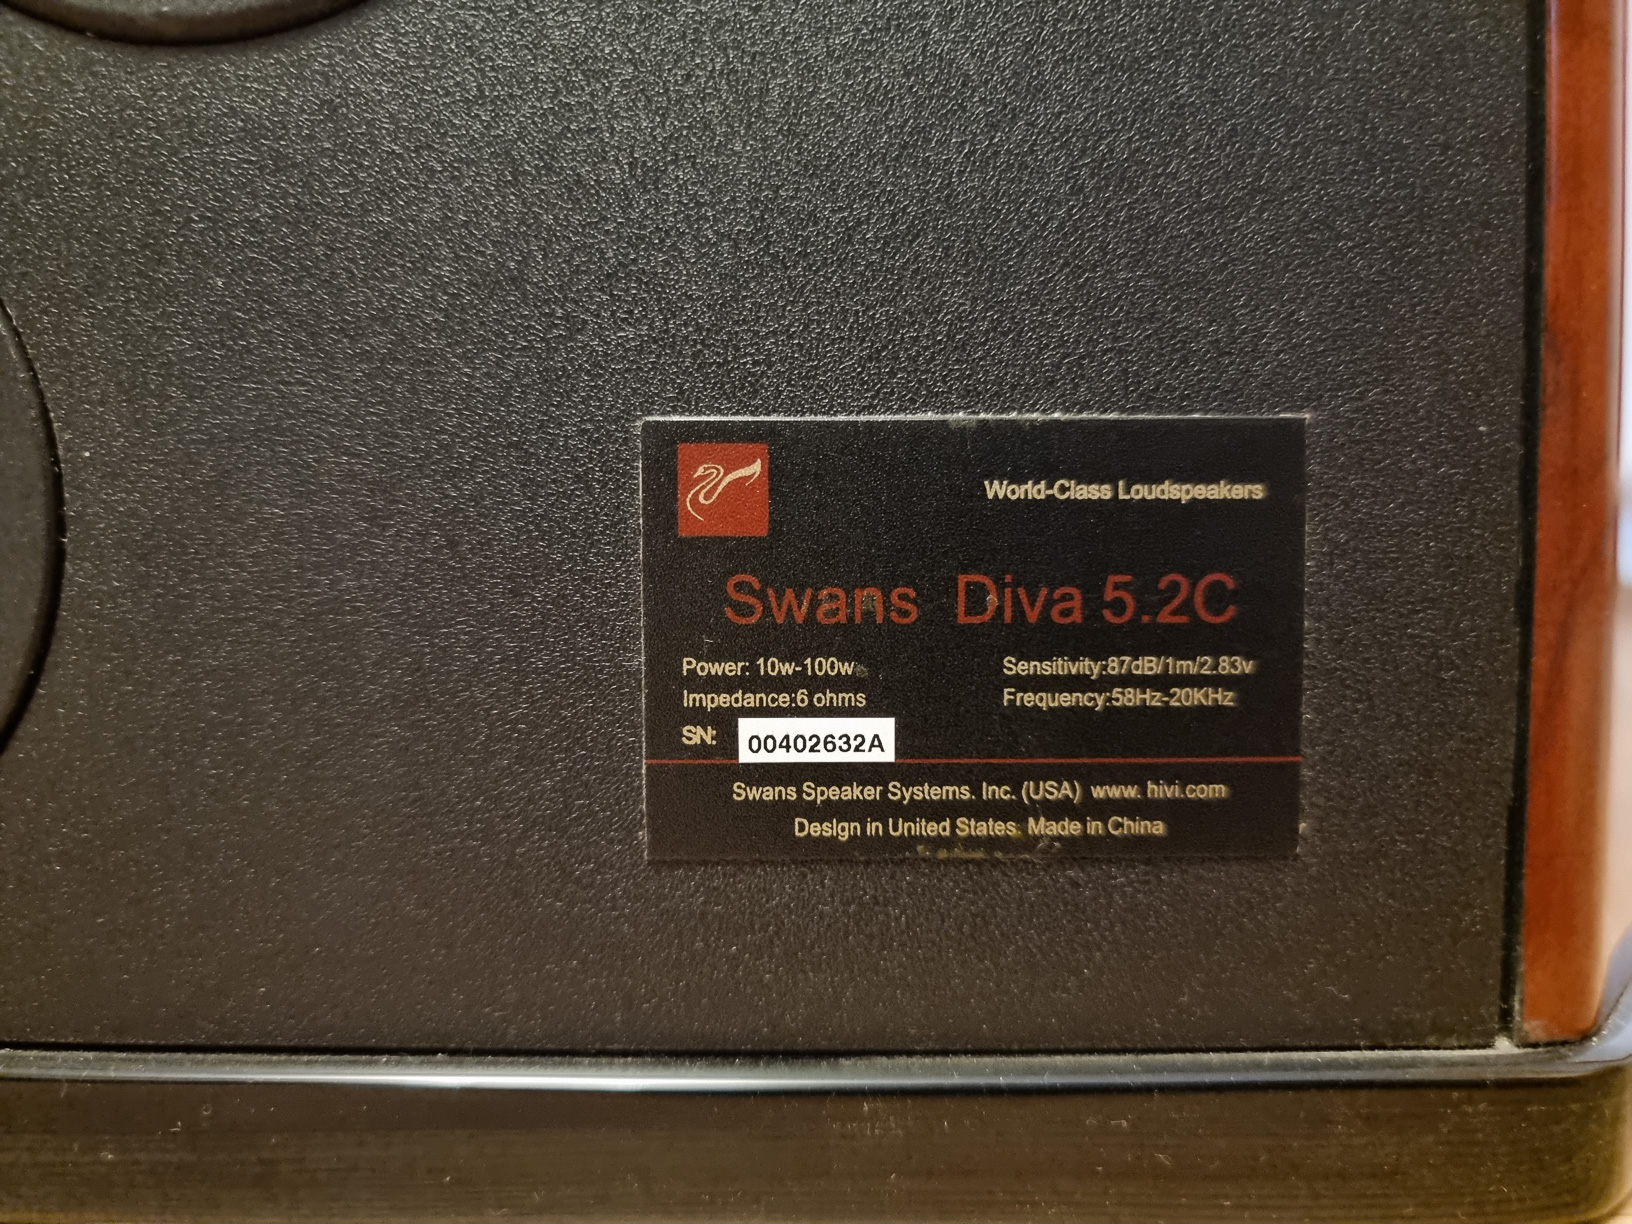 World-Class Loudspeakers
Swans Diva 5.2C
Power: 10w-100w Sensitivity:87dB/1m/2.83v
Impedance:6 ohms Frequency:58Hz-20KHz
SN: 00402632A
Swans Speaker Systems. Inc. (USA) www. hivi.com
Design in United States. Made in China